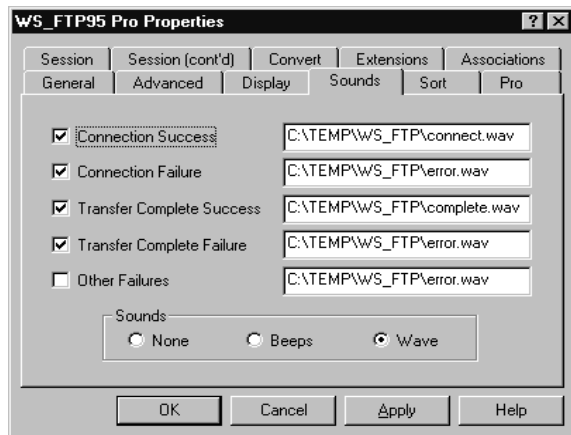 WS_FTP95 Pro Properties
Session Session (cont'd) Convert Extensions Associations
General Advanced Display Sounds Sort Pro
Connection Success C:\TEMP\WS_FTP\connect.wav
Connection Failure C:\TEMP\WS_FTP\error.wav
Transfer Complete Success C:\TEMP\WS_FTP\complete.wav
Transfer Complete Failure C:\TEMP\WS_FTP\error.wav
Other Failures C:\TEMP\WS_FTP\error.wav
Sounds
None Beeps Wave
OK Cancel Apply Help